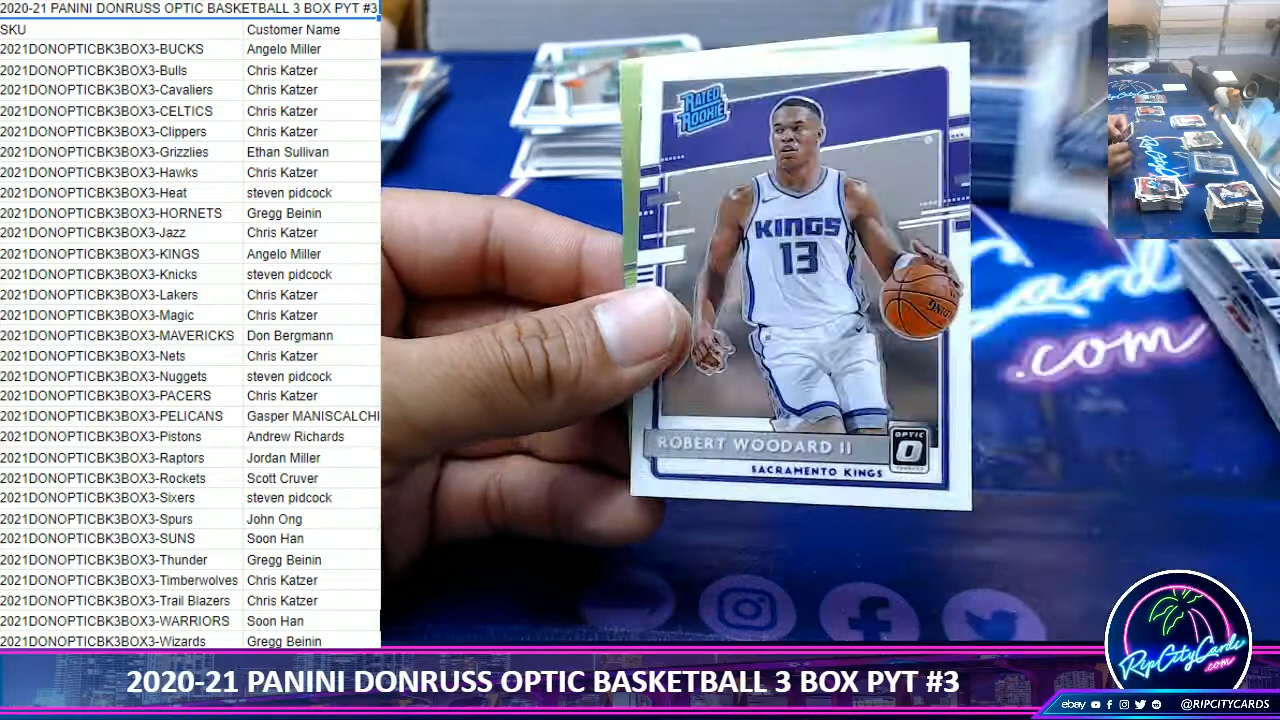 2020-21 PANINI DONRUSS OPTIC BASKETBALL 3 BOX PYT #3
SKU Customer Name
2021DONOPTICBK3BOX3-BUCKS Angelo Miller
2021DONOPTICBK3BOX3-Bulls Chris Katzer
2021DONOPTICBK3BOX3-Cavaliers Chris Katzer
2021DONOPTICBK3BOX3-CELTICS Chris Katzer
2021DONOPTICBK3BOX3-Clippers Chris Katzer
2021DONOPTICBK3BOX3-Grizzlies Ethan Sullivan
2021DONOPTICBK3BOX3-Hawks Chris Katzer
2021DONOPTICBK3BOX3-Heat steven pidcock
2021DONOPTICBK3BOX3-HORNETS Gregg Beinin
2021DONOPTICBK3BOX3-Jazz Chris Katzer
2021DONOPTICBK3BOX3-KINGS Angelo Miller
2021DONOPTICBK3BOX3-Knicks steven pidcock
2021DONOPTICBK3BOX3-Lakers Chris Katzer
2021DONOPTICBK3BOX3-Magic Chris Katzer
2021DONOPTICBK3BOX3-MAVERICKS Don Bergmann
2021DONOPTICBK3BOX3-Nets Chris Katzer
2021DONOPTICBK3BOX3-Nuggets steven pidcock
2021DONOPTICBK3BOX3-PACERS Chris Katzer
2021DONOPTICBK3BOX3-PELICANS Gasper MANISCALCHI
2021DONOPTICBK3BOX3-Pistons Andrew Richards
2021DONOPTICBK3BOX3-Raptors Jordan Miller
2021DONOPTICBK3BOX3-Rockets Scott Cruver
2021DONOPTICBK3BOX3-Sixers steven pidcock
2021DONOPTICBK3BOX3-Spurs John Ong
2021DONOPTICBK3BOX3-SUNS Soon Han
2021DONOPTICBK3BOX3-Thunder Gregg Beinin
2021DONOPTICBK3BOX3-Timberwolves Chris Katzer
2021DONOPTICBK3BOX3-Trail Blazers Chris Katzer
2021DONOPTICBK3BOX3-WARRIORS Soon Han
2021DONOPTICBK3BOX3-Wizards Gregg Beinin
RATED
ROOKIE
KINGS
13
ROBERT WOODARD II
OPTIC
SACRAMENTO KINGS
Card
.com
RipCityCards
.com
2020-21 PANINI DONRUSS OPTIC BASKETBALL 3 BOX PYT #3
ebay @RIPCITYCARDS